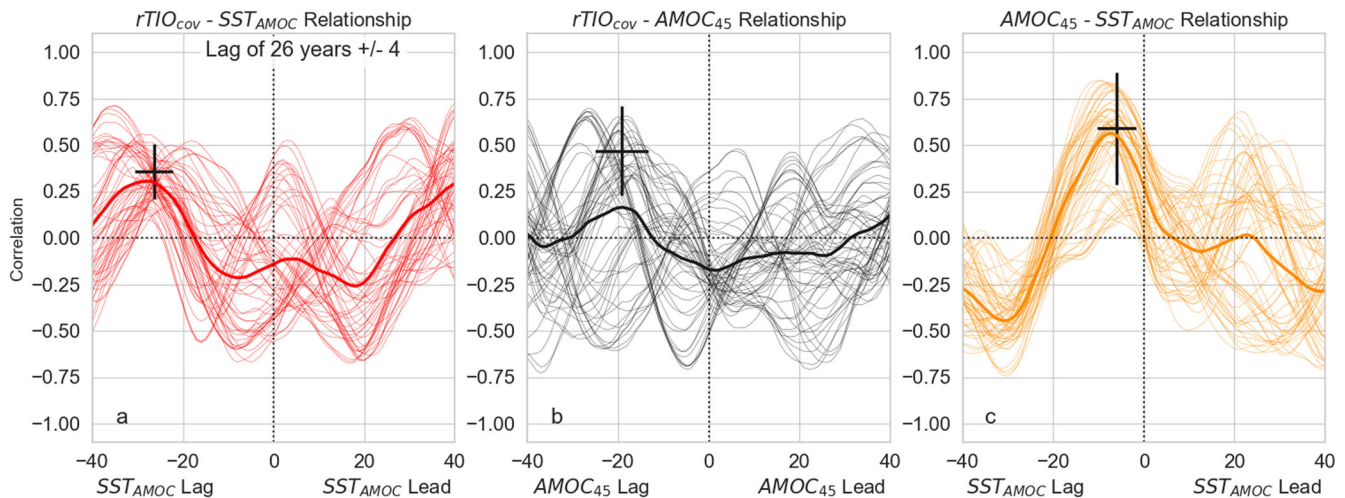 rTIOcov - SSTAMOC Relationship
Lag of 26 years +/- 4
Correlation
1.00
0.75
0.50
0.25
0.00
−0.25
−0.50
−0.75
−1.00
a
−40 −20 0 20 40
SSTAMOC Lag SSTAMOC Lead
rTIOcov - AMOC45 Relationship
1.00
0.75
0.50
0.25
0.00
−0.25
−0.50
−0.75
−1.00
b
−40 −20 0 20 40
AMOC45 Lag AMOC45 Lead
AMOC45 - SSTAMOC Relationship
1.00
0.75
0.50
0.25
0.00
−0.25
−0.50
−0.75
−1.00
c
−40 −20 0 20 40
SSTAMOC Lag SSTAMOC Lead